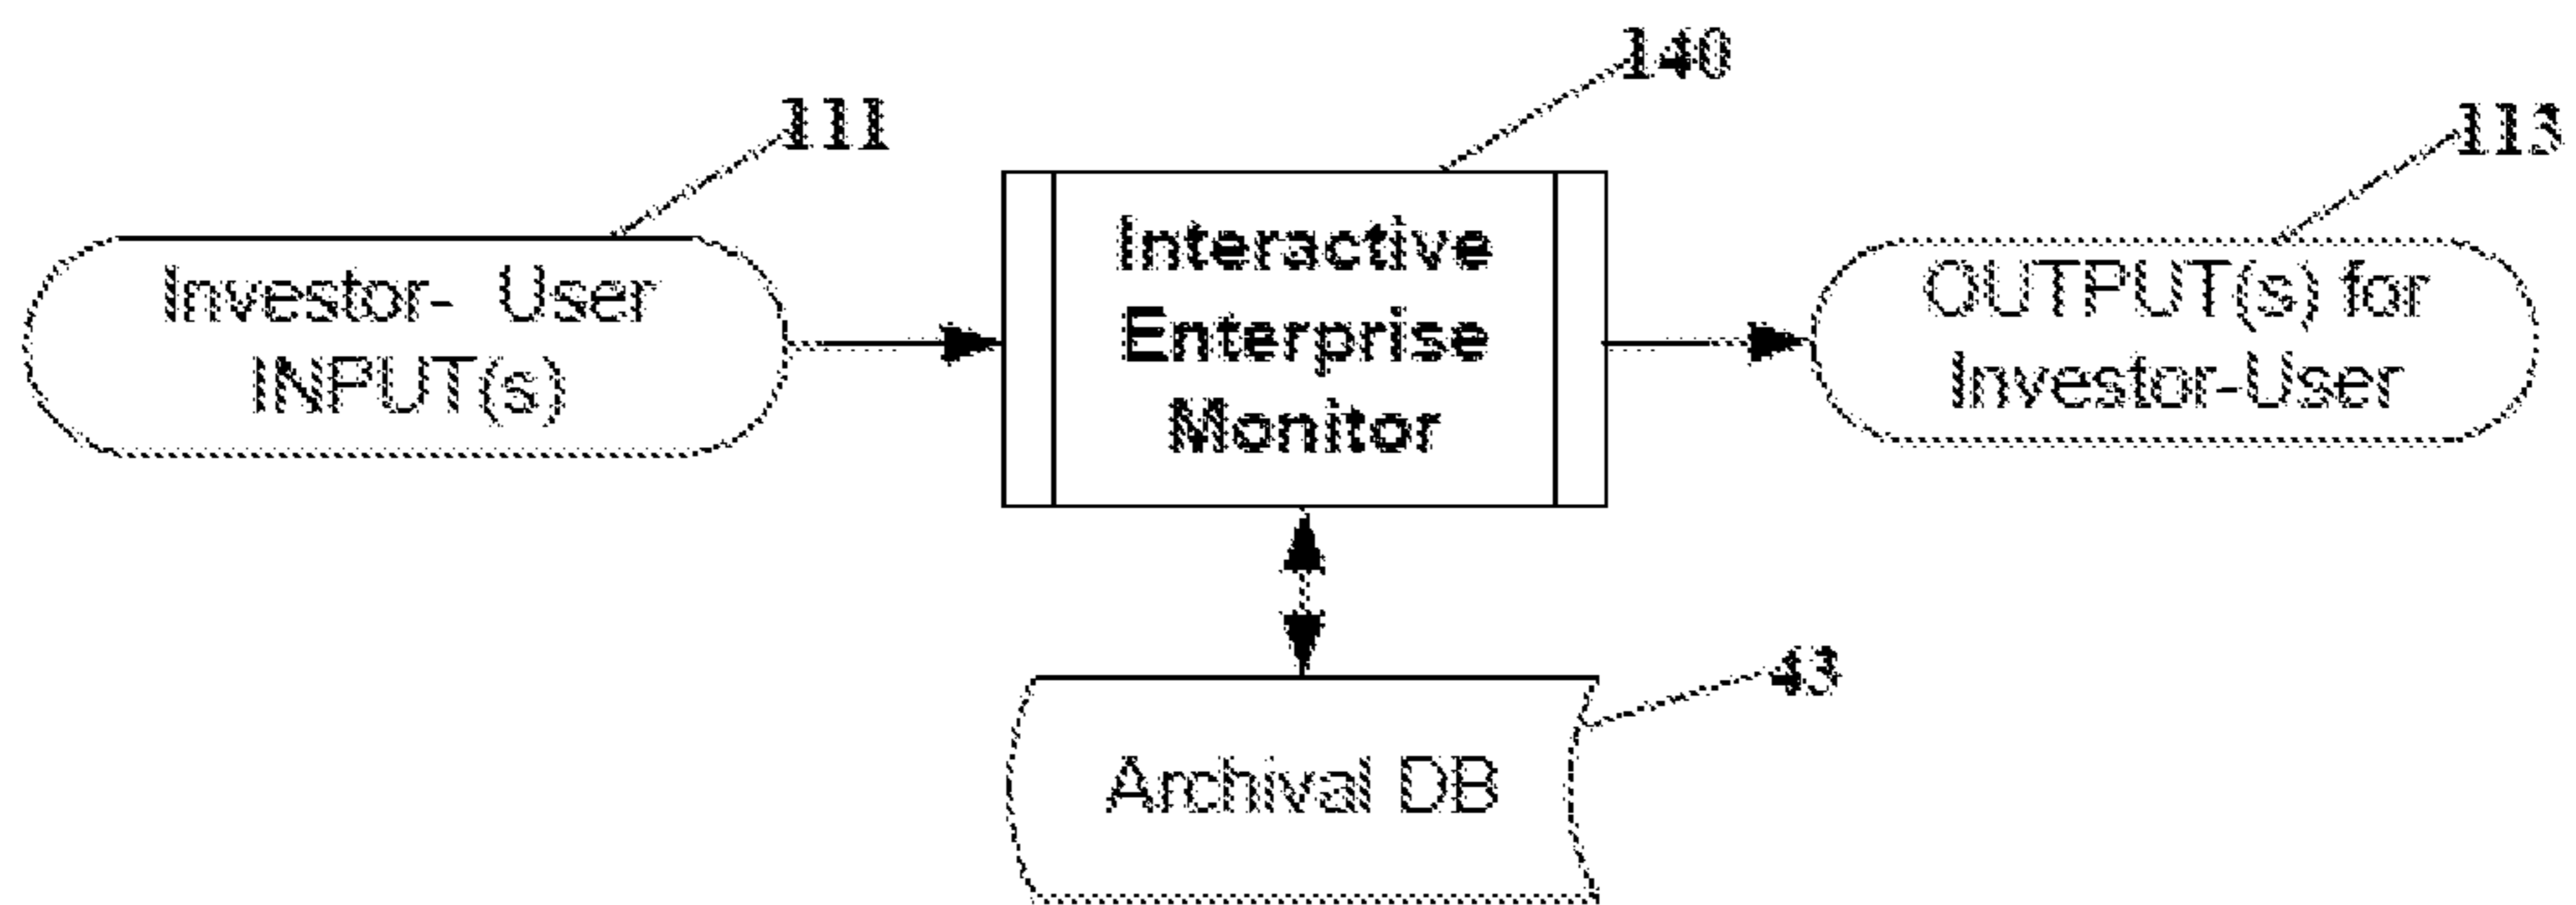 140
111
113
Investor- User
INPUT(s)
Interactive
Enterprise
Monitor
OUTPUT(s) for
Investor-User
43
Archival DB